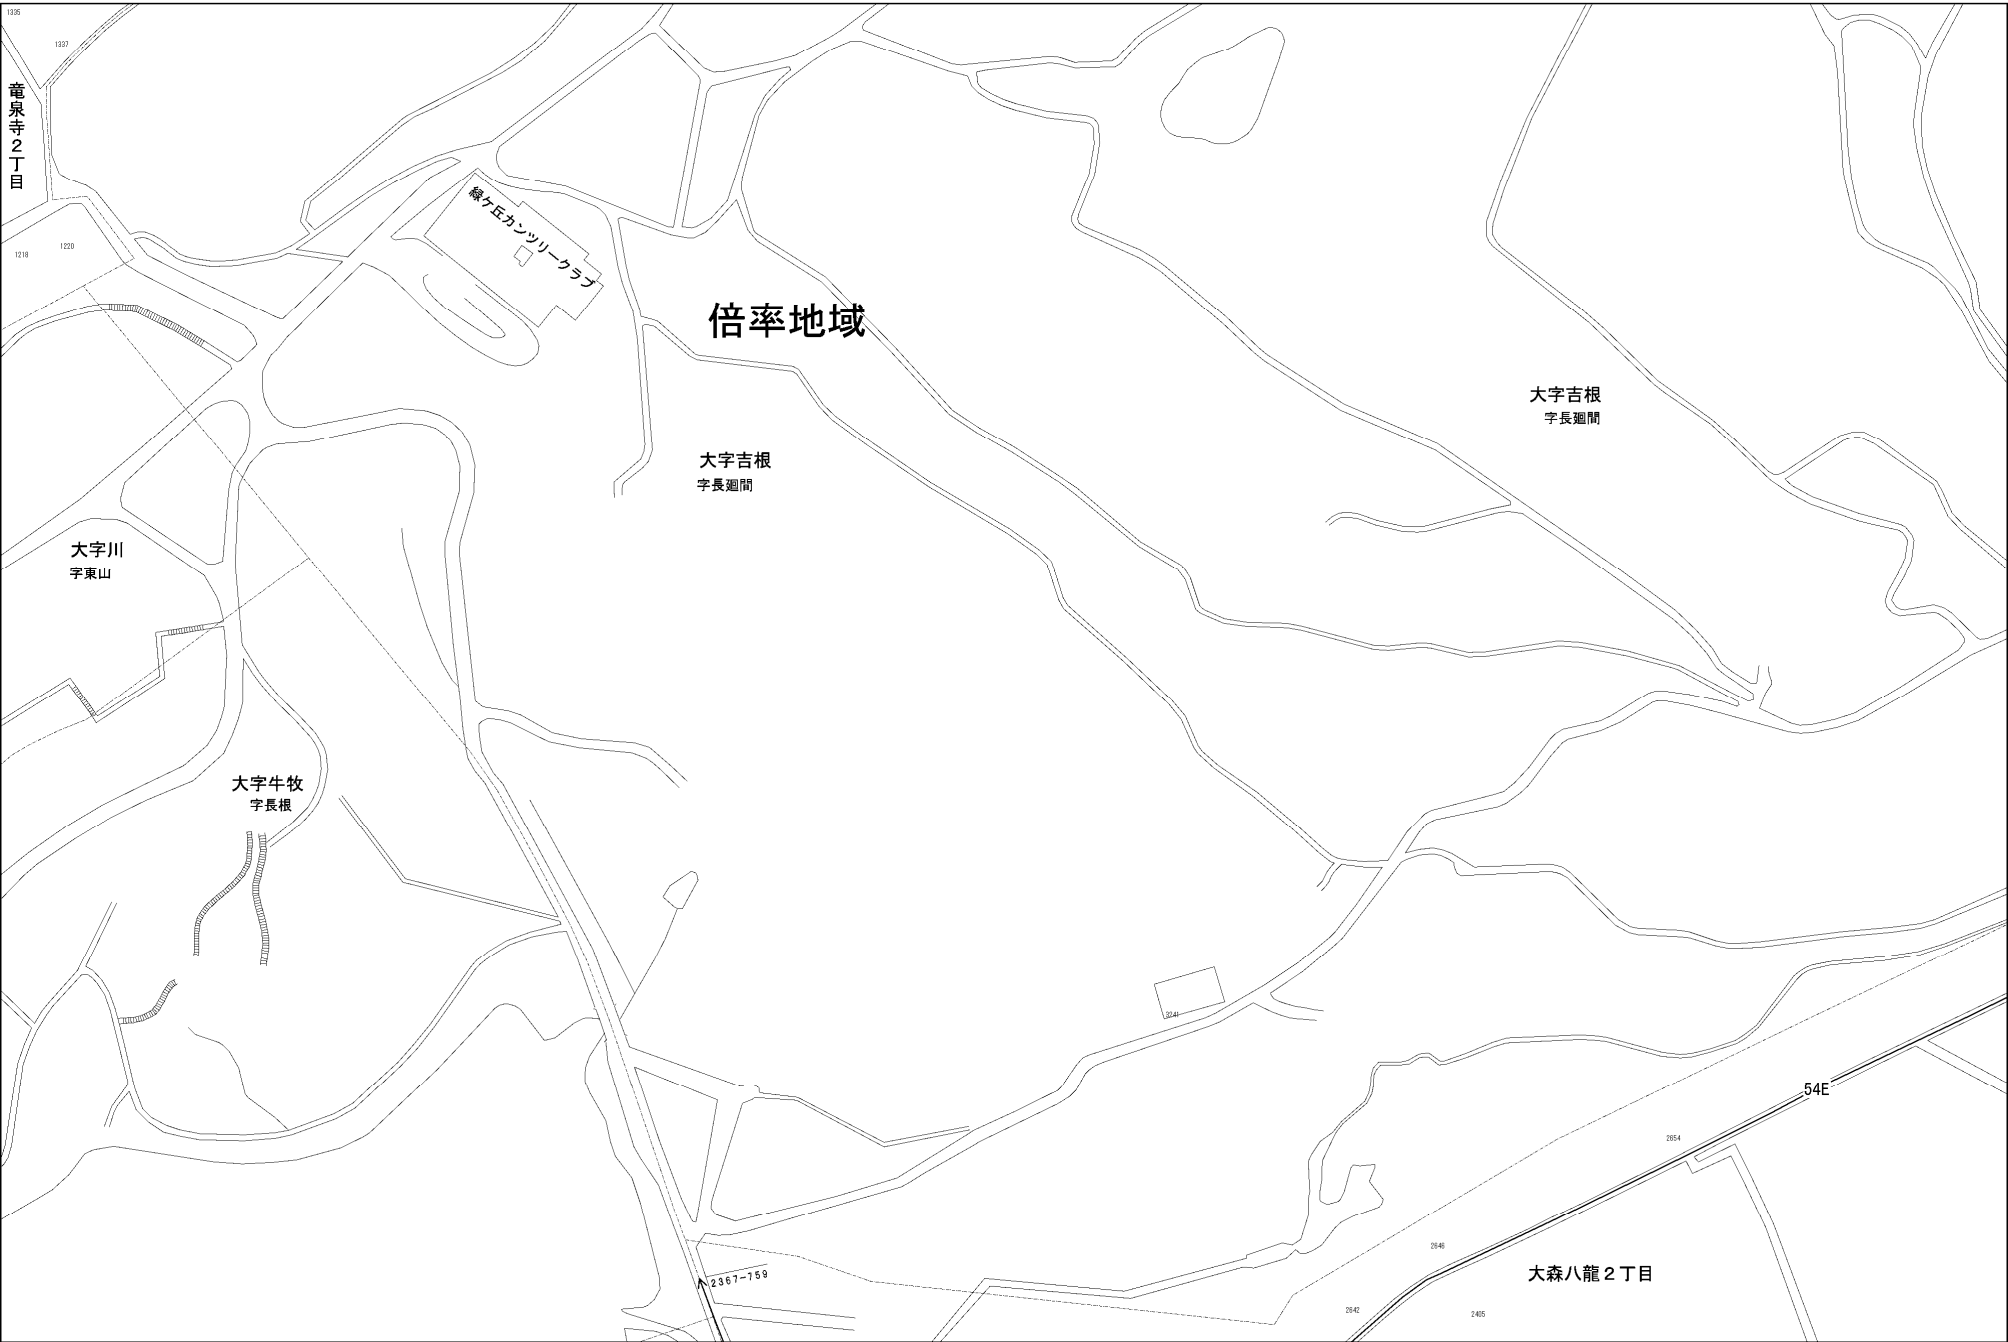 1335
1337
竜泉寺2丁目
緑ケ丘カンツリークラブ
1220
1218
倍率地域
大字吉根
字長廻間
大字吉根
字長廻間
大字川
字東山
大字牛牧
字長根
3241
54E
2654
2646
大森八龍2丁目
2367-759
2642
2405